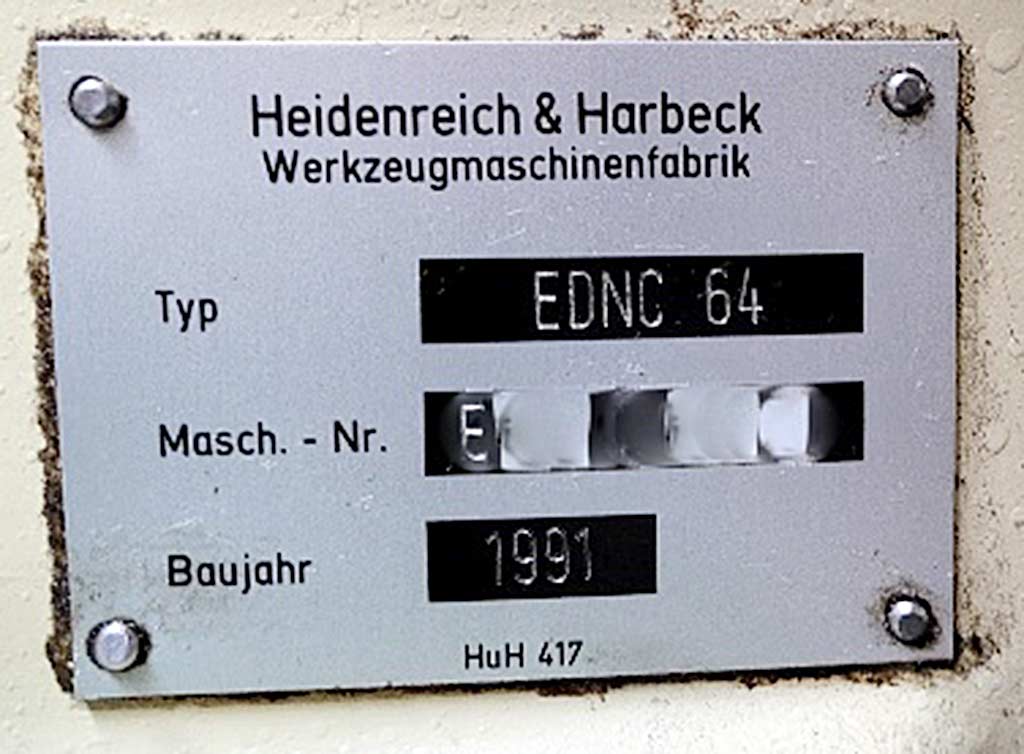 Heidenreich & Harbeck
Werkzeugmaschinenfabrik
Typ EDNC 64
Masch. - Nr. E
Baujahr 1991
HuH 417